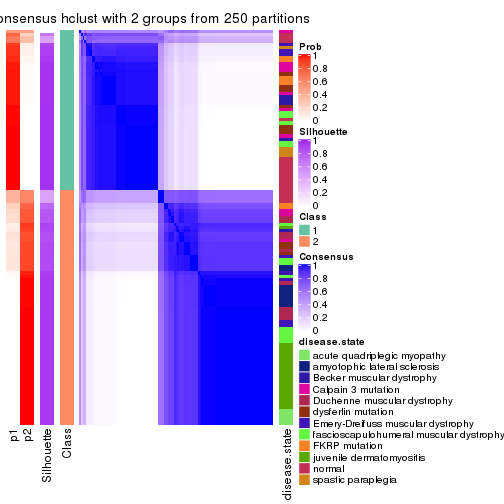 onsensus hclust with 2 groups from 250 partitions
Prob
1
0.8
0.6
0.4
0.2
0
Silhouette
1
0.8
0.6
0.4
0.2
0
Class
1
2
Consensus
1
0.8
0.6
0.4
0.2
0
disease.state
acute quadriplegic myopathy
amyotophic lateral sclerosis
Becker muscular dystrophy
Calpain 3 mutation
Duchenne muscular dystrophy
dysferlin mutation
Emery-Dreifuss muscular dystrophy
fascioscapulohumeral muscular dystrophy
FKRP mutation
juvenile dermatomyositis
normal
spastic paraplegia
p1
p2
Silhouette
Class
disease.state